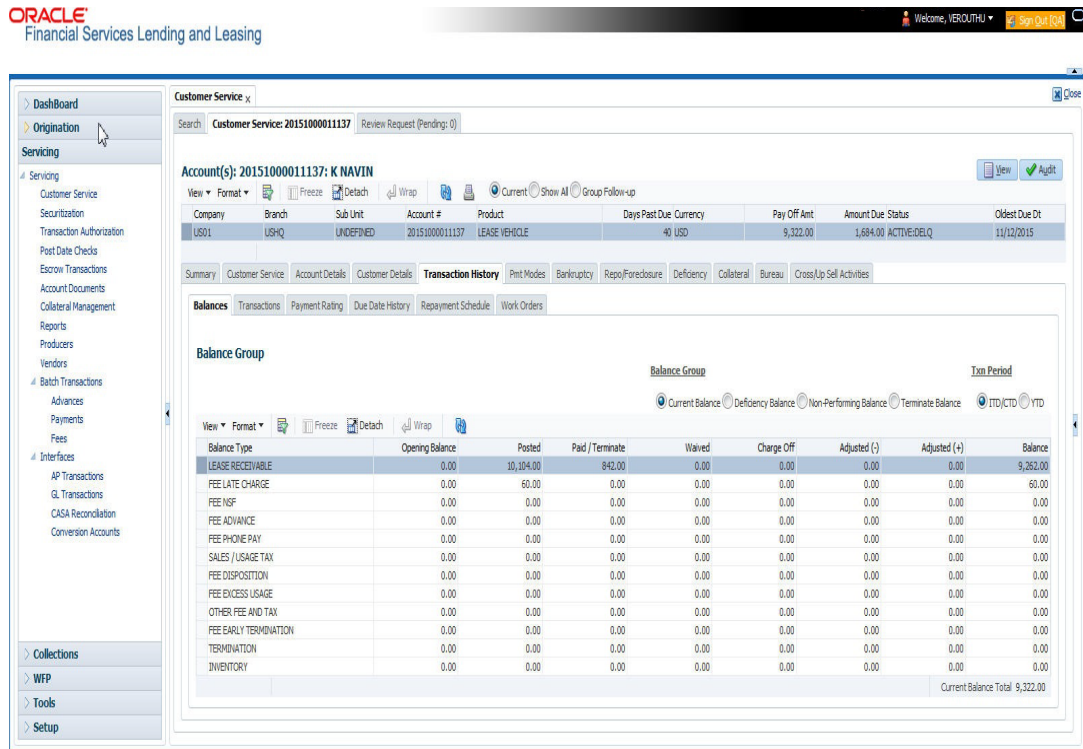 ORACLE
Financial Services Lending and Leasing
Welcome, VEROUTHU
Sign Out [QA]
Close
DashBoard
Origination
Servicing
Servicing
Customer Service
Securitization
Transaction Authorization
Post Date Checks
Escrow Transactions
Account Documents
Collateral Management
Reports
Producers
Vendors
Batch Transactions
Advances
Payments
Fees
Interfaces
AP Transactions
GL Transactions
CASA Reconciliation
Conversion Accounts
Collections
WFP
Tools
Setup
Customer Service x
Search Customer Service: 20151000011137 Review Request (Pending: 0)
Account(s): 20151000011137: K NAVIN
View Audit
View Format Freeze Detach Wrap Current Show All Group Follow-up
Company Branch Sub Unit Account # Product Days Past Due Currency Pay Off Amt Amount Due Status Oldest Due Dt
US01 USHQ UNDEFINED 20151000011137 LEASE VEHICLE 40 USD 9,322.00 1,684.00 ACTIVE:DELQ 11/12/2015
Summary Customer Service Account Details Customer Details Transaction History Pmt Modes Bankruptcy Repo/Foreclosure Deficiency Collateral Bureau Cross/Up Sell Activities
Balances Transactions Payment Rating Due Date History Repayment Schedule Work Orders
Balance Group
Balance Group Txn Period
Current Balance Deficiency Balance Non-Performing Balance Terminate Balance ITD/CTD YTD
View Format Freeze Detach Wrap
Balance Type Opening Balance Posted Paid / Terminate Waived Charge Off Adjusted (-) Adjusted (+) Balance
LEASE RECEIVABLE 0.00 10,104.00 842.00 0.00 0.00 0.00 0.00 9,262.00
FEE LATE CHARGE 0.00 60.00 0.00 0.00 0.00 0.00 0.00 60.00
FEE NSF 0.00 0.00 0.00 0.00 0.00 0.00 0.00 0.00
FEE ADVANCE 0.00 0.00 0.00 0.00 0.00 0.00 0.00 0.00
FEE PHONE PAY 0.00 0.00 0.00 0.00 0.00 0.00 0.00 0.00
SALES / USAGE TAX 0.00 0.00 0.00 0.00 0.00 0.00 0.00 0.00
FEE DISPOSITION 0.00 0.00 0.00 0.00 0.00 0.00 0.00 0.00
FEE EXCESS USAGE 0.00 0.00 0.00 0.00 0.00 0.00 0.00 0.00
OTHER FEE AND TAX 0.00 0.00 0.00 0.00 0.00 0.00 0.00 0.00
FEE EARLY TERMINATION 0.00 0.00 0.00 0.00 0.00 0.00 0.00 0.00
TERMINATION 0.00 0.00 0.00 0.00 0.00 0.00 0.00 0.00
INVENTORY 0.00 0.00 0.00 0.00 0.00 0.00 0.00 0.00
Current Balance Total 9,322.00